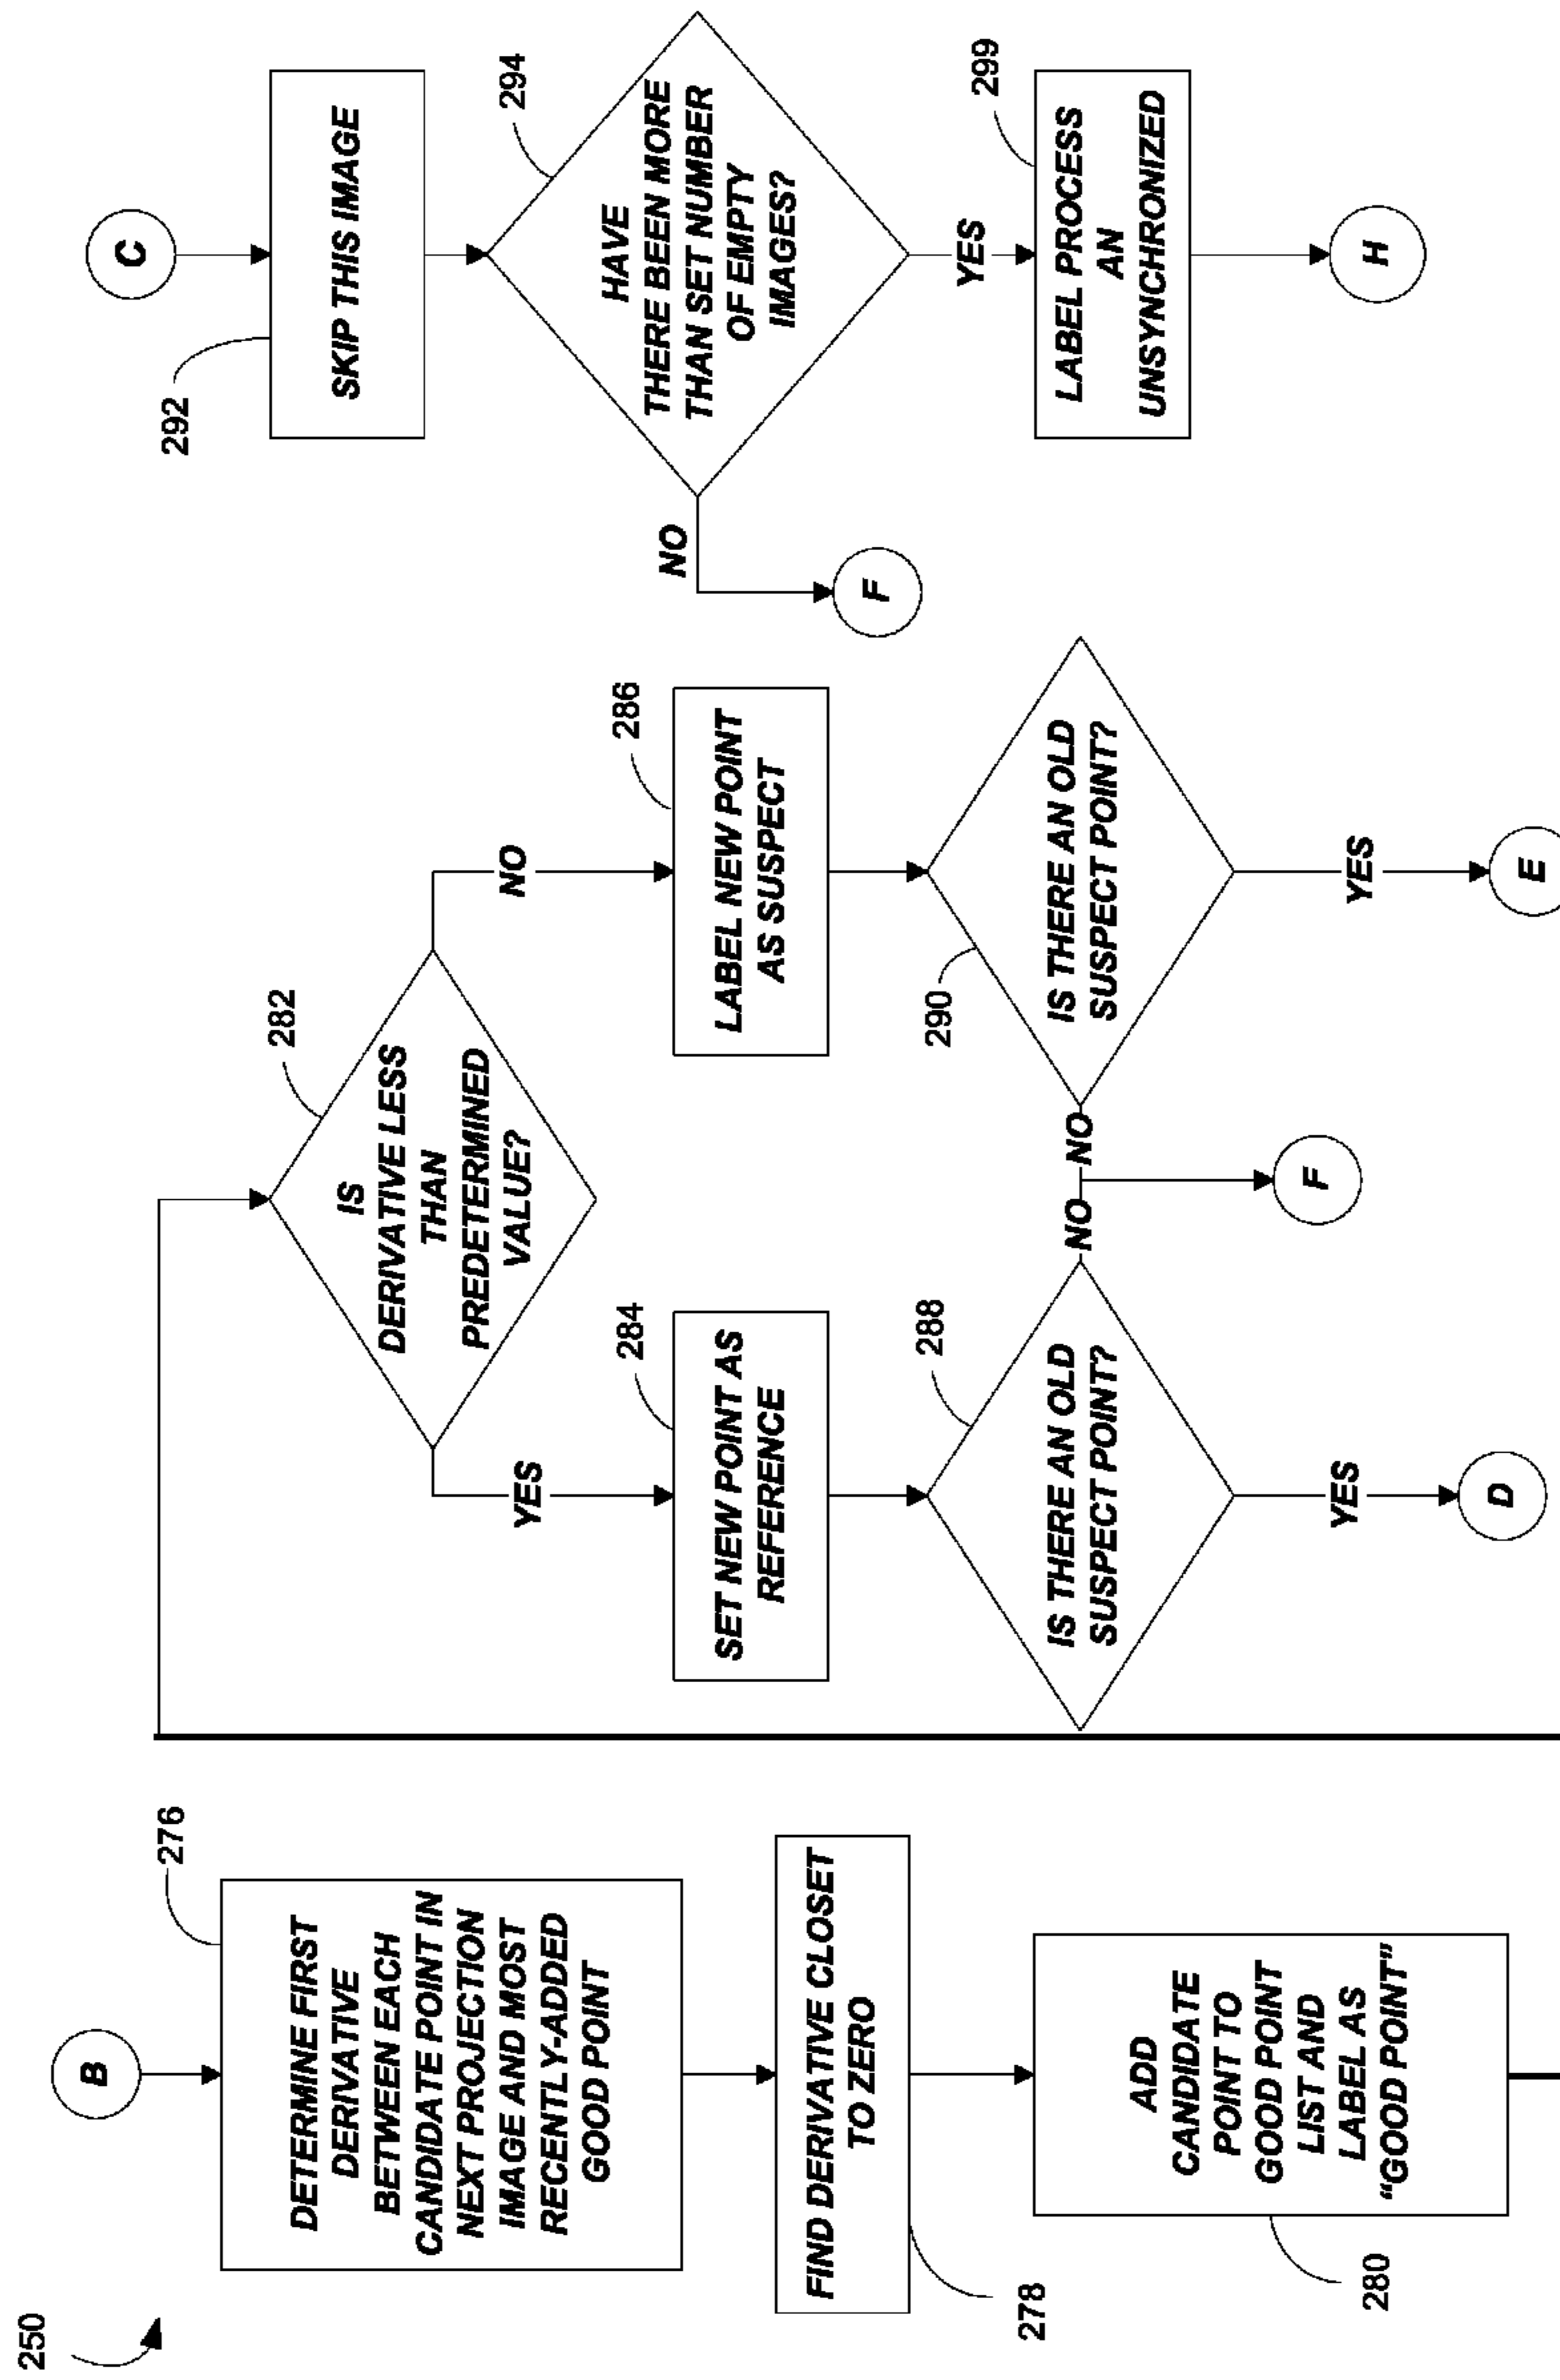 250
B
276
DETERMINE FIRST
DERIVATIVE
BETWEEN EACH
CANDIDATE POINT IN
NEXT PROJECTION
IMAGE AND MOST
RECENTLY-ADDED
GOOD POINT
FIND DERIVATIVE CLOSET
TO ZERO
278
ADD
CANDIDATE
POINT TO
GOOD POINT
LIST AND
LABEL AS
“GOOD POINT”
280
282
IS
DERIVATIVE LESS
THAN
PREDETERMINED
VALUE?
YES
NO
284
SET NEW POINT AS
REFERENCE
286
LABEL NEW POINT
AS SUSPECT
288
IS THERE AN OLD
SUSPECT POINT?
NO
NO
290
IS THERE AN OLD
SUSPECT POINT?
F
YES
D
YES
E
C
292
SKIP THIS IMAGE
294
HAVE
THERE BEEN MORE
THAN SET NUMBER
OF EMPTY
IMAGES?
NO
F
YES
299
LABEL PROCESS
AN
UNSYNCHRONIZED
H